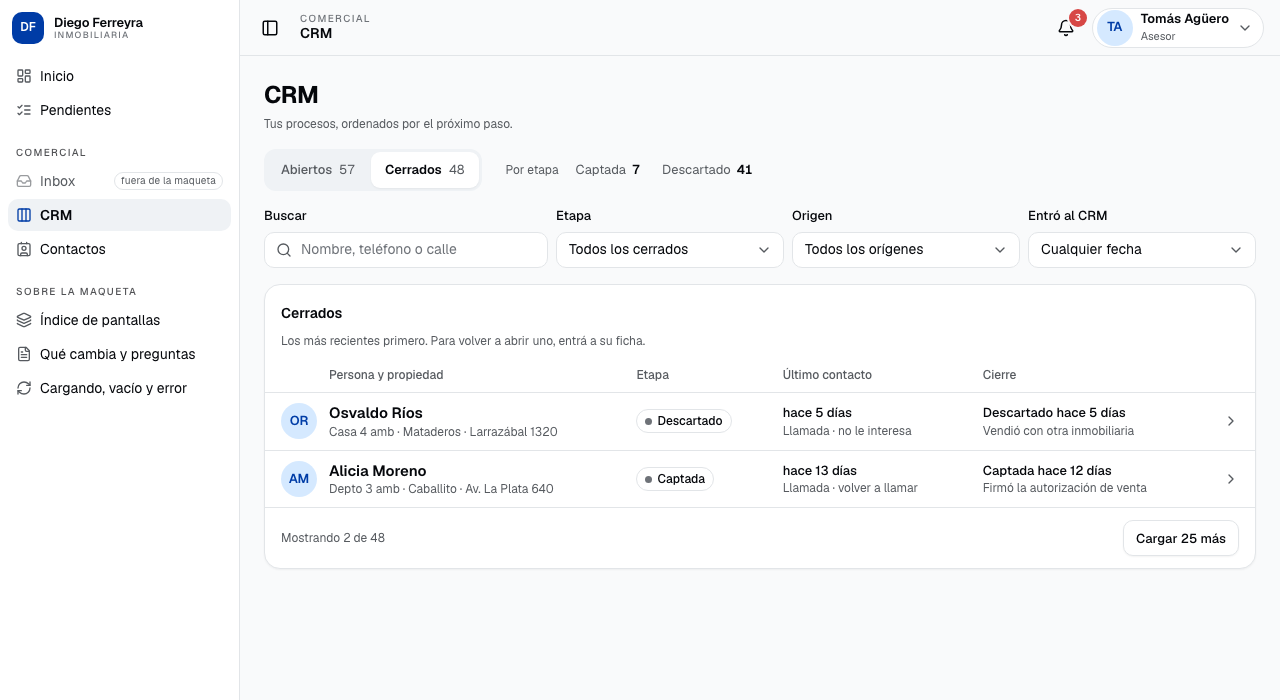 DF
Diego Ferreyra
INMOBILIARIA
Inicio
Pendientes
COMERCIAL
Inbox fuera de la maqueta
CRM
Contactos
SOBRE LA MAQUETA
Índice de pantallas
Qué cambia y preguntas
Cargando, vacío y error
COMERCIAL
CRM
3
TA
Tomás Agüero
Asesor
CRM
Tus procesos, ordenados por el próximo paso.
Abiertos 57 Cerrados 48 Por etapa Captada 7 Descartado 41
Buscar Etapa Origen Entró al CRM
Nombre, teléfono o calle Todos los cerrados Todos los orígenes Cualquier fecha
Cerrados
Los más recientes primero. Para volver a abrir uno, entrá a su ficha.
Persona y propiedad Etapa Último contacto Cierre
OR Osvaldo Ríos Descartado hace 5 días Descartado hace 5 días
Casa 4 amb · Mataderos · Larrazábal 1320 Llamada · no le interesa Vendió con otra inmobiliaria
AM Alicia Moreno Captada hace 13 días Captada hace 12 días
Depto 3 amb · Caballito · Av. La Plata 640 Llamada · volver a llamar Firmó la autorización de venta
Mostrando 2 de 48 Cargar 25 más